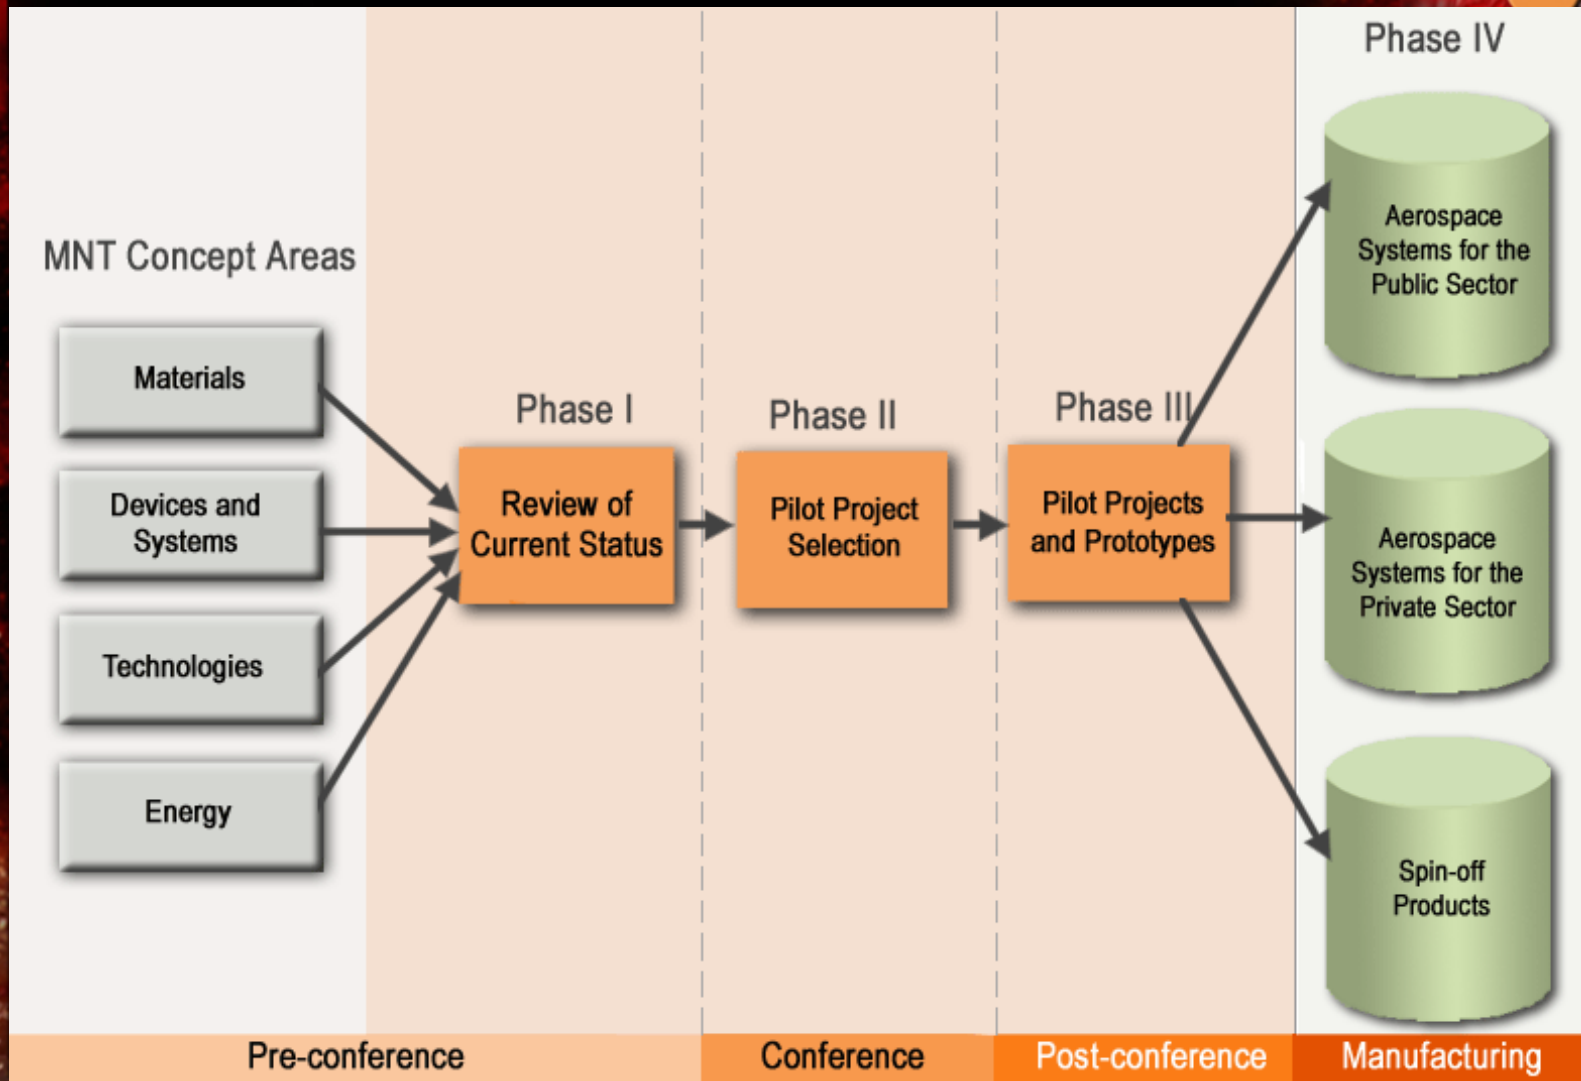 Phase IV
MNT Concept Areas
Materials
Devices and
Systems
Technologies
Energy
Phase I
Review of
Current Status
Phase II
Pilot Project
Selection
Phase III
Pilot Projects
and Prototypes
Aerospace
Systems for the
Public Sector
Aerospace
Systems for the
Private Sector
Spin-off
Products
Pre-conference
Conference
Post-conference
Manufacturing